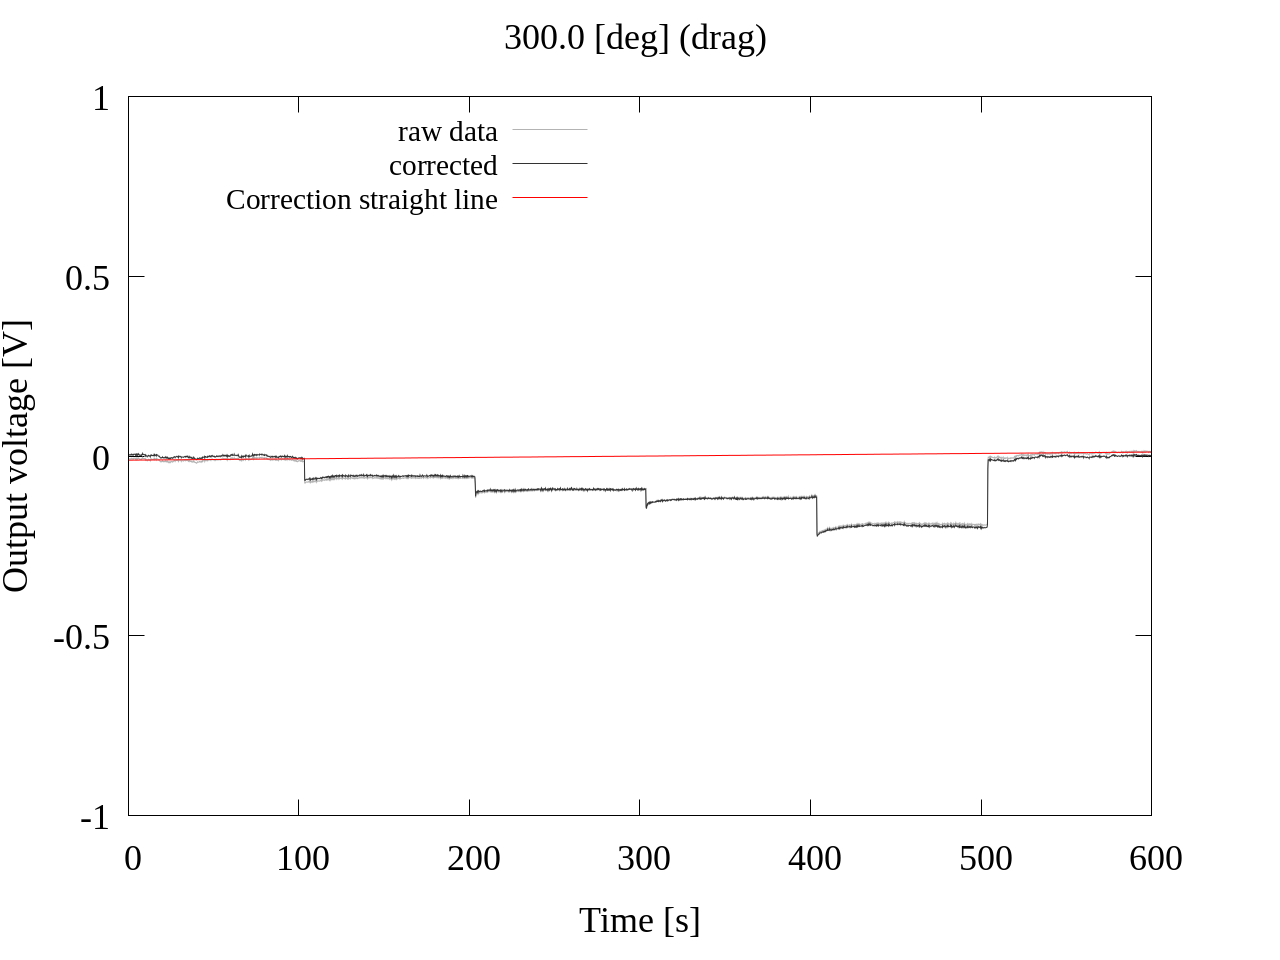 300.0 [deg] (drag)
raw data
corrected
Correction straight line
1
0.5
0
-0.5
-1
Output voltage [V]
0 100 200 300 400 500 600
Time [s]